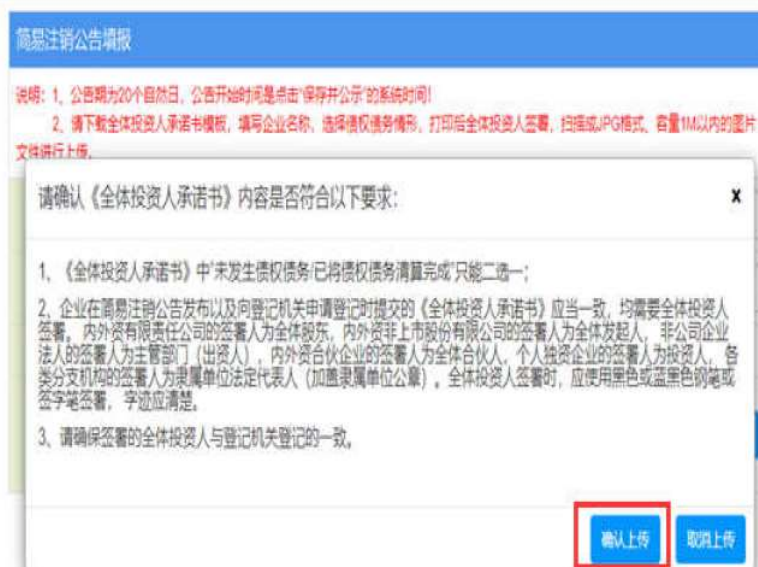 简易注销公告填报
说明：1、公告期为20个自然日，公告开始时间是点击“保存并公示”的系统时间!
2、请下载全体投资人承诺书模板，填写企业名称、选择债权债务情形，打印后全体投资人签署，扫描成JPG格式、容量1M以内的图片
文件进行上传。
请确认《全体投资人承诺书》内容是否符合以下要求：
x
1、《全体投资人承诺书》中“未发生债权债务/已将债权债务清算完成”只能二选一；
2、企业在简易注销公告发布以及向登记机关申请登记时提交的《全体投资人承诺书》应当一致，均需要全体投资人
签署。内外资有限责任公司的签署人为全体股东，内外资非上市股份有限公司的签署人为全体发起人，非公司企业
法人的签署人为主管部门（出资人），内外资合伙企业的签署人为全体合伙人，个人独资企业的签署人为投资人，各
类分支机构的签署人为隶属单位法定代表人（加盖隶属单位公章）。全体投资人签署时，应使用黑色或蓝黑色钢笔或
签字笔签署，字迹应清楚。
3、请确保签署的全体投资人与登记机关登记的一致。
确认上传
取消上传